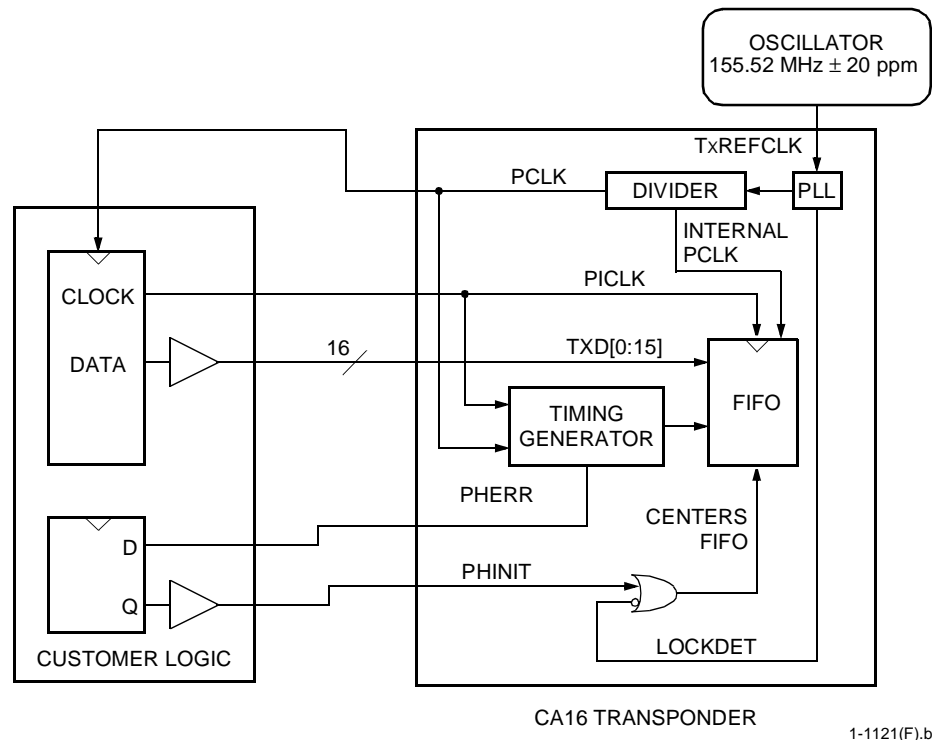 OSCILLATOR
155.52 MHz ± 20 ppm
TxREFCLK
PCLK
DIVIDER
PLL
INTERNAL
PCLK
CLOCK
PICLK
16
TXD[0:15]
DATA
FIFO
TIMING
GENERATOR
PHERR
CENTERS
FIFO
D
PHINIT
Q
LOCKDET
CUSTOMER LOGIC
CA16 TRANSPONDER
1-1121(F).b